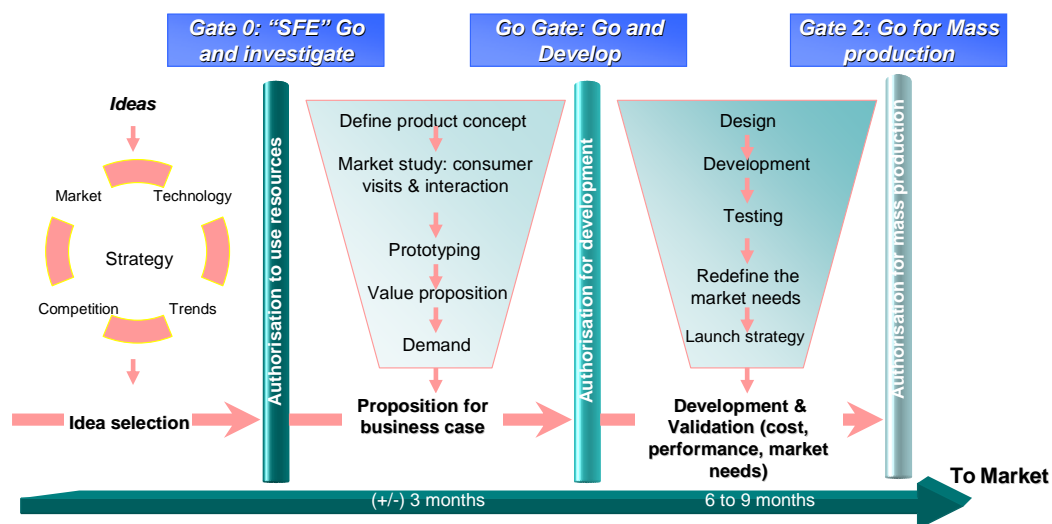 Gate 0: “SFE” Go
and investigate
Go Gate: Go and
Develop
Gate 2: Go for Mass
production
Ideas
Market
Technology
Strategy
Competition
Trends
Idea selection
Authorisation to use resources
Define product concept
Market study: consumer
visits & interaction
Prototyping
Value proposition
Demand
Proposition for
business case
Authorisation for development
Design
Development
Testing
Redefine the
market needs
Launch strategy
Development &
Validation (cost,
performance, market
needs)
Authorisation for mass production
To Market
(+/-) 3 months
6 to 9 months